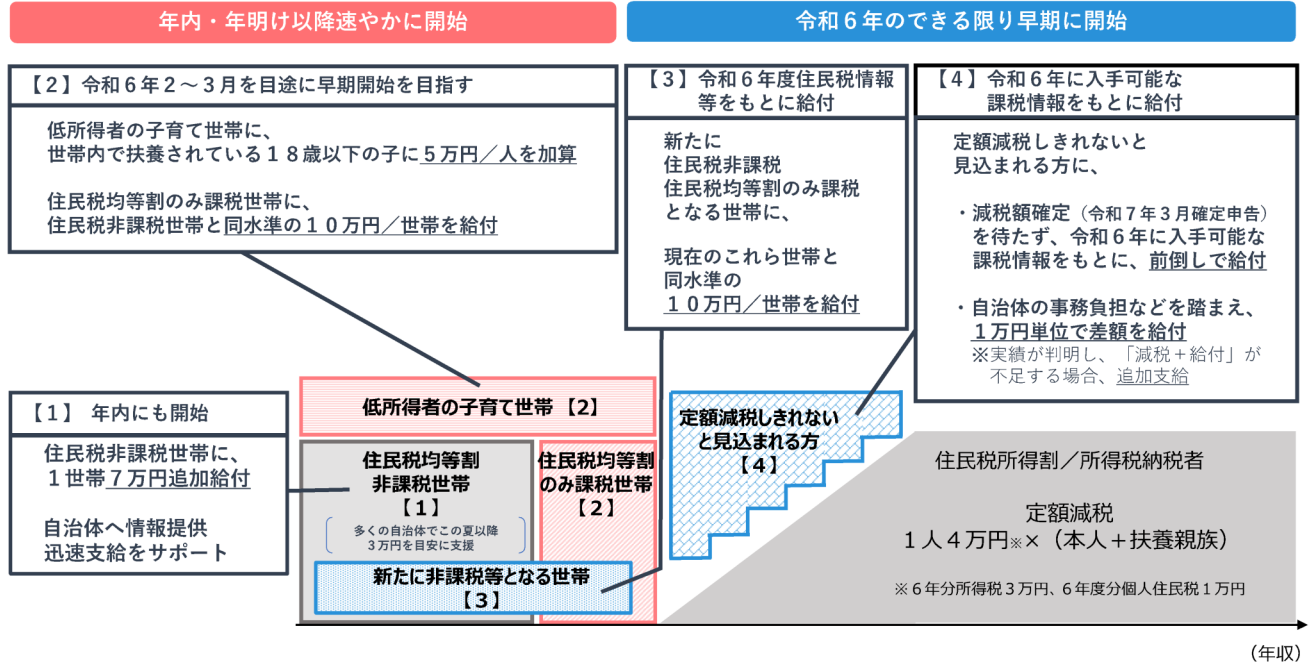 年内・年明け以降速やかに開始
令和６年のできる限り早期に開始
【２】令和６年２～３月を目途に早期開始を目指す
低所得者の子育て世帯に、
世帯内で扶養されている１８歳以下の子に５万円／人を加算
住民税均等割のみ課税世帯に、
住民税非課税世帯と同水準の１０万円／世帯を給付
【３】令和６年度住民税情報
等をもとに給付
新たに
住民税非課税
住民税均等割のみ課税
となる世帯に、
現在のこれら世帯と
同水準の
１０万円／世帯を給付
【４】令和６年に入手可能な
課税情報をもとに給付
定額減税しきれないと
見込まれる方に、
・減税額確定（令和７年３月確定申告）
を待たず、令和６年に入手可能な
課税情報をもとに、前倒しで給付
・自治体の事務負担などを踏まえ、
１万円単位で差額を給付
※実績が判明し、「減税＋給付」が
不足する場合、追加支給
【１】 年内にも開始
住民税非課税世帯に、
１世帯７万円追加給付
自治体へ情報提供
迅速支給をサポート
低所得者の子育て世帯【２】
住民税均等割
非課税世帯
【１】
多くの自治体でこの夏以降
３万円を目安に支援
住民税均等割
のみ課税世帯
【２】
新たに非課税等となる世帯
【３】
定額減税しきれない
と見込まれる方
【４】
住民税所得割／所得税納税者
定額減税
１人４万円※×（本人＋扶養親族）
※６年分所得税３万円、６年度分個人住民税１万円
（年収）